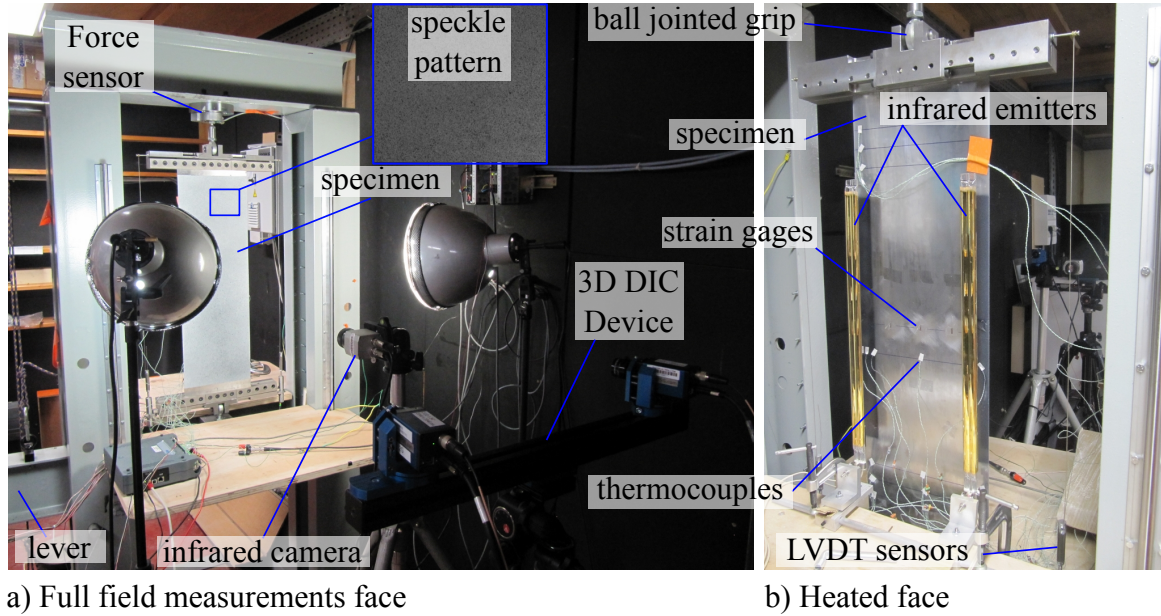 Force
sensor
speckle
pattern
specimen
3D DIC
Device
lever
infrared camera
a) Full field measurements face
ball jointed grip
specimen
infrared emitters
strain gages
thermocouples
LVDT sensors
b) Heated face